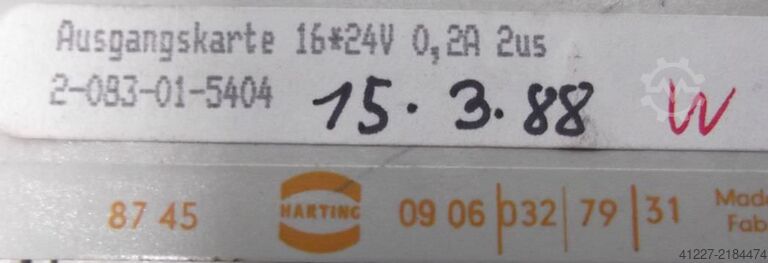 Ausgangskarte 16*24V 0,2A 2us
2-083-01-5404 15.3.88 W
87 45 HARTING 09 06 032 79 31 Made
Fab
41227-2184474